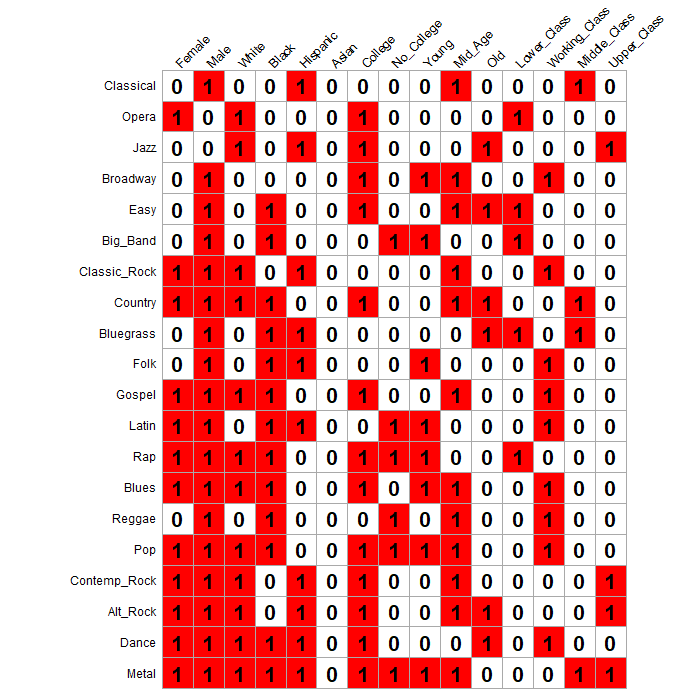 Female Male White Black Hispanic Asian College No_College Young Mid_Age Old Lower_Class Working_Class Middle_Class Upper_Class
Classical 0 1 0 0 1 0 0 0 0 1 0 0 0 1 0
Opera 1 0 1 0 0 0 1 0 0 0 0 1 0 0 0
Jazz 0 0 1 0 1 0 1 0 0 0 1 0 0 0 1
Broadway 0 1 0 0 0 0 1 0 1 1 0 0 1 0 0
Easy 0 1 0 1 0 0 1 0 0 1 1 1 0 0 0
Big_Band 0 1 0 1 0 0 0 1 1 0 0 1 0 0 0
Classic_Rock 1 1 1 0 1 0 0 0 0 1 0 0 1 0 0
Country 1 1 1 1 0 0 1 0 0 1 1 0 0 1 0
Bluegrass 0 1 0 1 1 0 0 0 0 0 1 1 0 1 0
Folk 0 1 0 1 1 0 0 0 1 0 0 0 1 0 0
Gospel 1 1 1 1 0 0 1 0 0 1 0 0 1 0 0
Latin 1 1 0 1 1 0 0 1 1 0 0 0 1 0 0
Rap 1 1 1 1 0 0 1 1 1 0 0 1 0 0 0
Blues 1 1 1 1 0 0 1 0 1 1 0 0 1 0 0
Reggae 0 1 0 1 0 0 0 1 0 1 0 0 1 0 0
Pop 1 1 1 1 0 0 1 1 1 1 0 0 1 0 0
Contemp_Rock 1 1 1 0 1 0 1 0 0 1 0 0 0 0 1
Alt_Rock 1 1 1 0 1 0 1 0 0 1 1 0 0 0 1
Dance 1 1 1 1 1 0 1 0 0 0 1 0 1 0 0
Metal 1 1 1 1 1 0 1 1 1 1 0 0 0 1 1